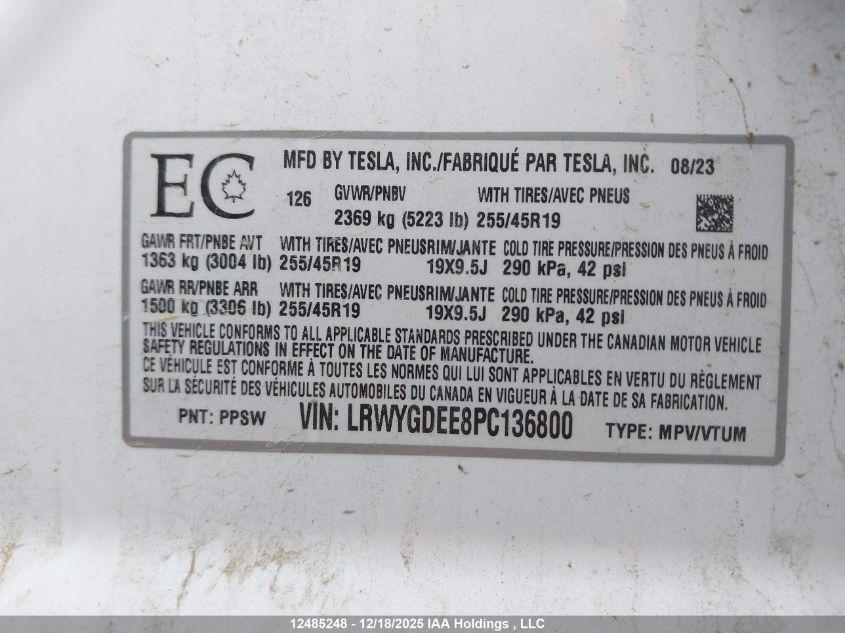 EC MFD BY TESLA, INC./FABRIQUÉ PAR TESLA, INC. 08/23
126 GVWR/PNBV WITH TIRES/AVEC PNEUS
2369 kg (5223 lb) 255/45R19
GAWR FRT/PNBE AVT WITH TIRES/AVEC PNEUS RIM/JANTE COLD TIRE PRESSURE/PRESSION DES PNEUS À FROID
1363 kg (3004 lb) 255/45R19 19X9.5J 290 kPa, 42 psi
GAWR RR/PNBE ARR WITH TIRES/AVEC PNEUS RIM/JANTE COLD TIRE PRESSURE/PRESSION DES PNEUS À FROID
1500 kg (3306 lb) 255/45R19 19X9.5J 290 kPa, 42 psi
THIS VEHICLE CONFORMS TO ALL APPLICABLE STANDARDS PRESCRIBED UNDER THE CANADIAN MOTOR VEHICLE
SAFETY REGULATIONS IN EFFECT ON THE DATE OF MANUFACTURE.
CE VÉHICULE EST CONFORME À TOUTES LES NORMES QUI LUI SONT APPLICABLES EN VERTU DU RÈGLEMENT
SUR LA SÉCURITÉ DES VÉHICULES AUTOMOBILES DU CANADA EN VIGUEUR À LA DATE DE SA FABRICATION.
PNT: PPSW VIN: LRWYGDEE8PC136800 TYPE: MPV/VTUM
12485248 - 12/18/2025 IAA Holdings , LLC